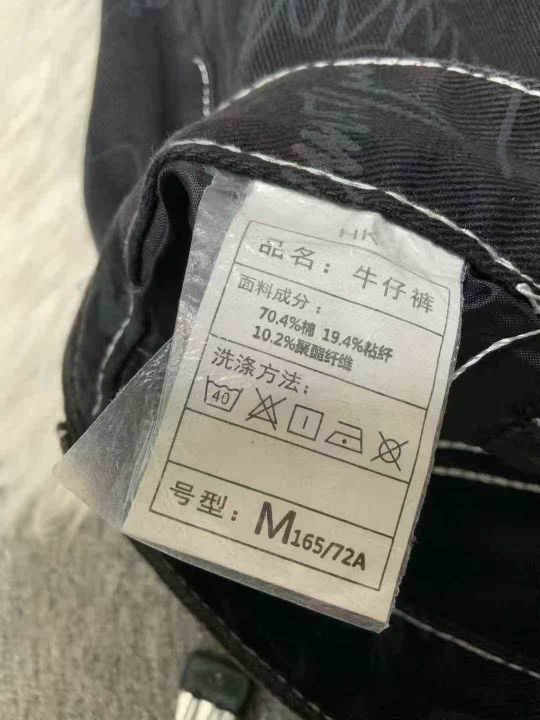 HK
品名：牛仔裤
面料成分：
70.4%棉 19.4%粘纤
10.2%聚酯纤维
洗涤方法：
40
号型：M165/72A